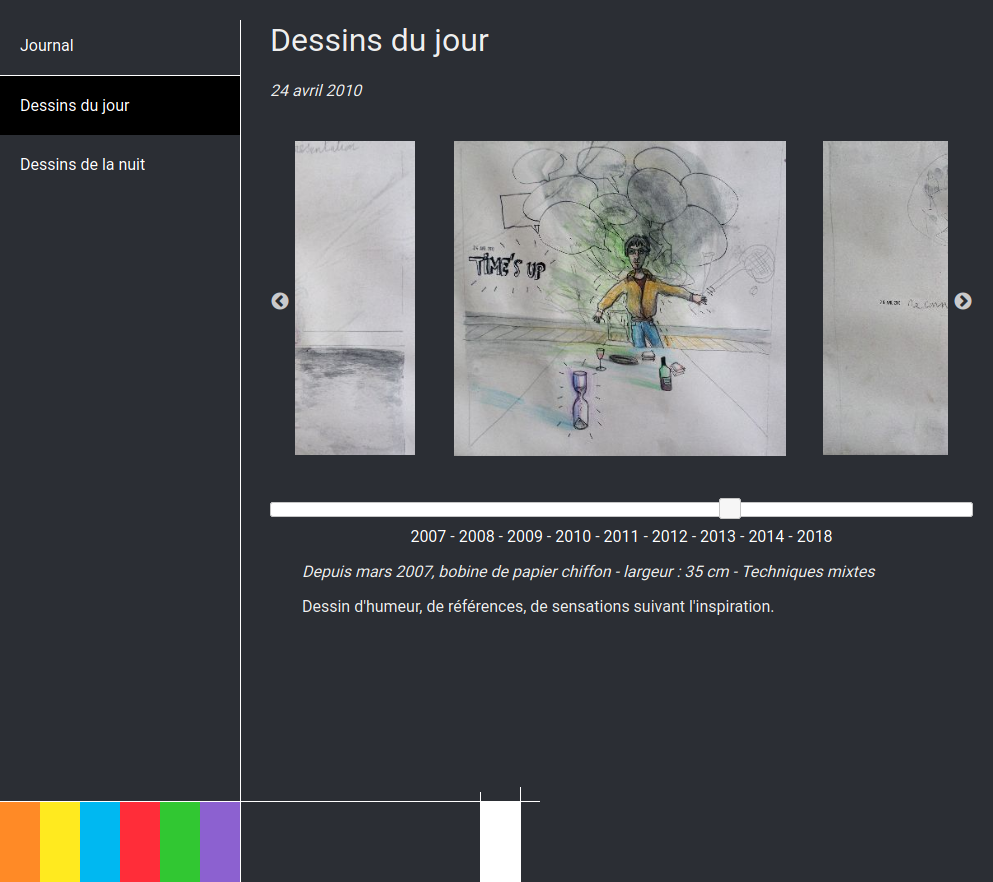 Journal
Dessins du jour
Dessins de la nuit
Dessins du jour
24 avril 2010
TIME'S UP
2007 - 2008 - 2009 - 2010 - 2011 - 2012 - 2013 - 2014 - 2018
Depuis mars 2007, bobine de papier chiffon - largeur : 35 cm - Techniques mixtes
Dessin d'humeur, de références, de sensations suivant l'inspiration.